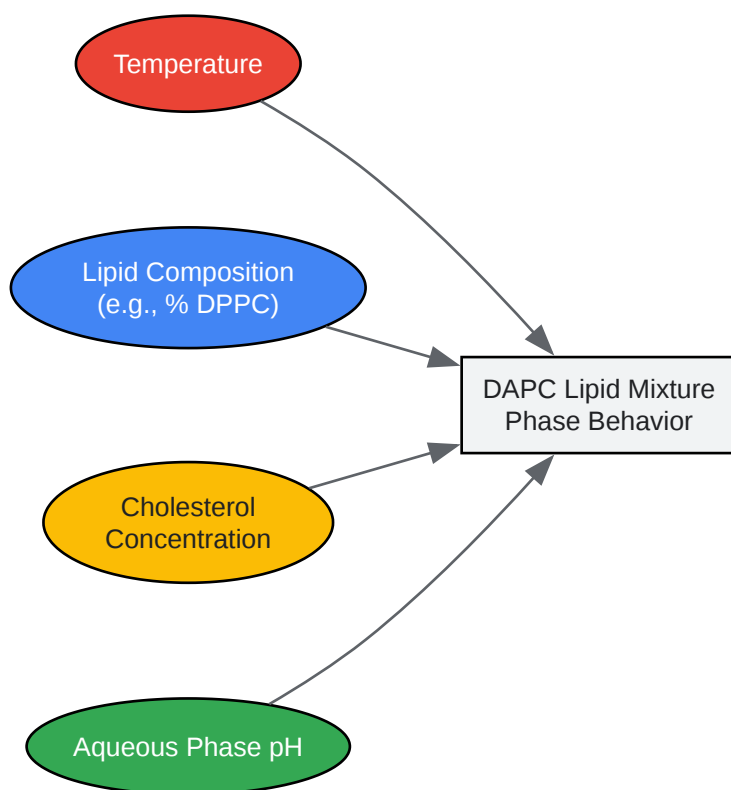 Temperature
Lipid Composition
(e.g., % DPPC)
DAPC Lipid Mixture
Phase Behavior
Cholesterol
Concentration
Aqueous Phase pH